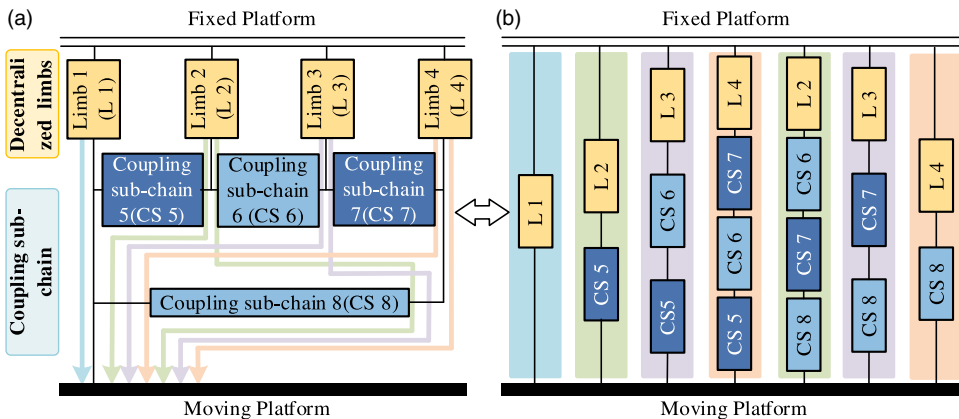 (a)
Fixed Platform
Decentrali
zed limbs
Limb 1
(L 1)
Limb 2
(L 2)
Limb 3
(L 3)
Limb 4
(L 4)
Coupling
sub-chain
5(CS 5)
Coupling
sub-chain
6 (CS 6)
Coupling
sub-chain
7(CS 7)
Coupling sub-
chain
Coupling sub-chain 8(CS 8)
Moving Platform
(b)
Fixed Platform
L 1
L 2
CS 5
L 3
CS 6
CS5
L 4
CS 7
CS 6
CS 5
L 2
CS 6
CS 7
CS 8
L 3
CS 7
CS 8
L 4
CS 8
Moving Platform